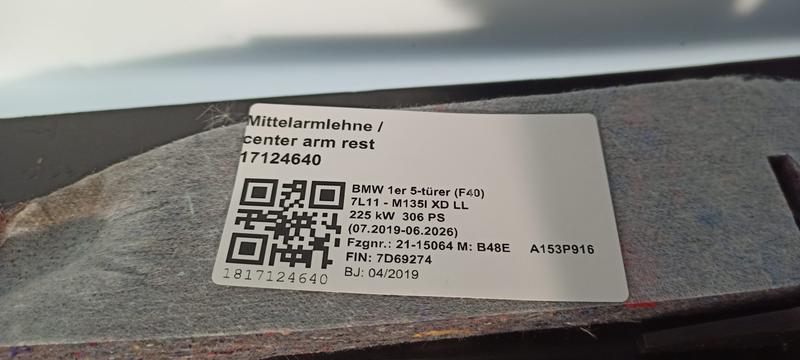 Mittelarmlehne /
center arm rest
17124640
BMW 1er 5-türer (F40)
7L11 - M135I XD LL
225 kW 306 PS
(07.2019-06.2026)
Fzgnr.: 21-15064 M: B48E A153P916
FIN: 7D69274
BJ: 04/2019
1817124640